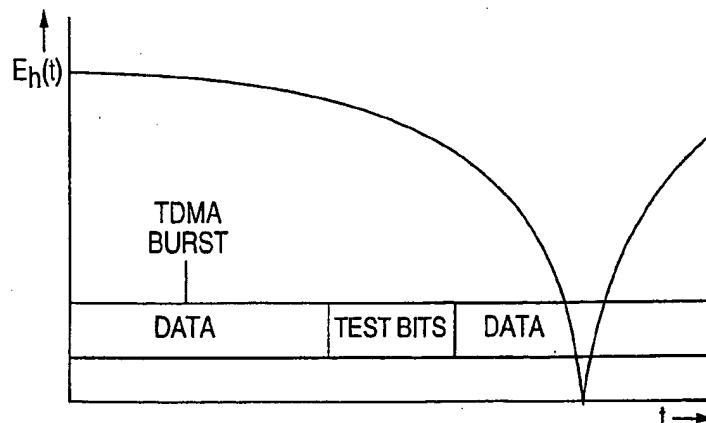 Eh(t)
TDMA
BURST
DATA
TEST BITS
DATA
t